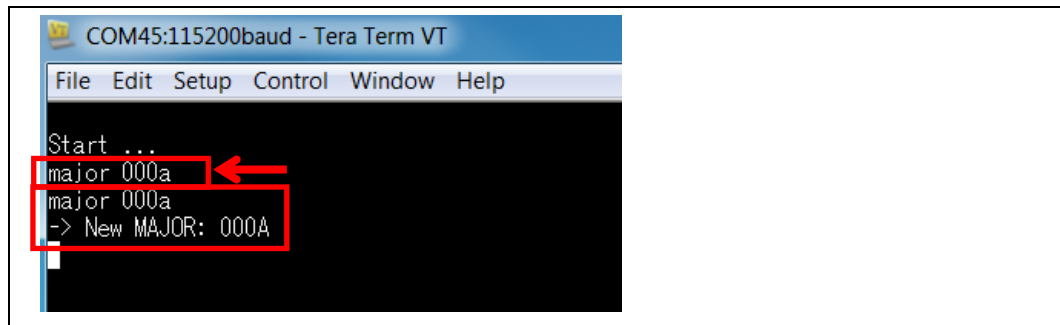 COM45:115200baud - Tera Term VT
File Edit Setup Control Window Help
Start ...
major 000a
major 000a
-> New MAJOR: 000A